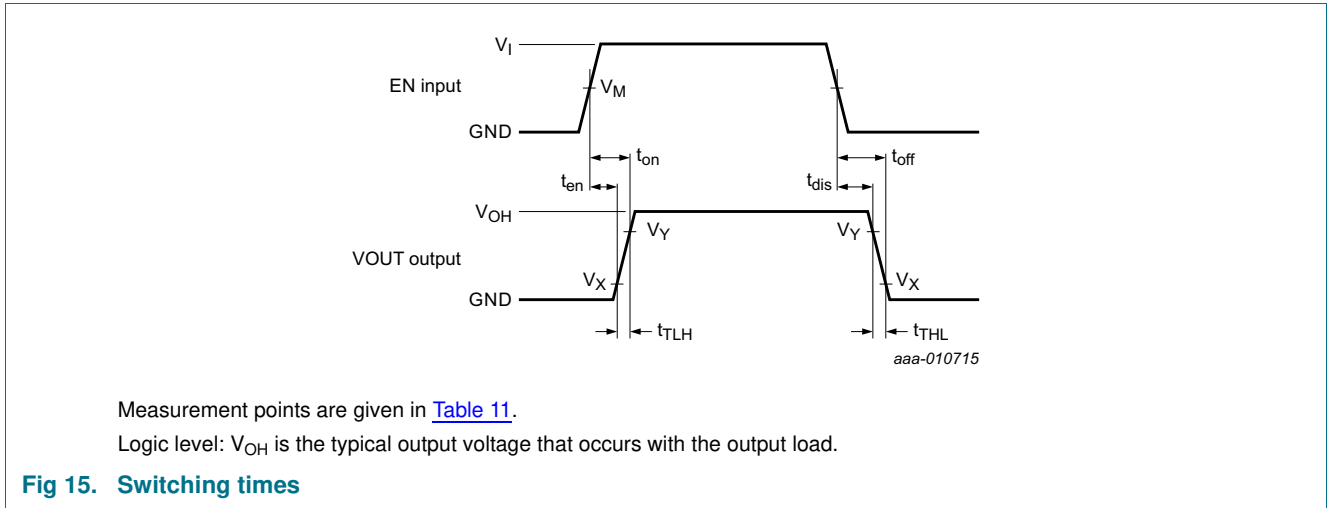 V_I
EN input
V_M
GND
t_on
t_off
t_en
t_dis
V_OH
V_Y
V_Y
VOUT output
V_X
V_X
GND
t_TLH
t_THL
aaa-010715
Measurement points are given in Table 11.
Logic level: V_OH is the typical output voltage that occurs with the output load.
Fig 15. Switching times